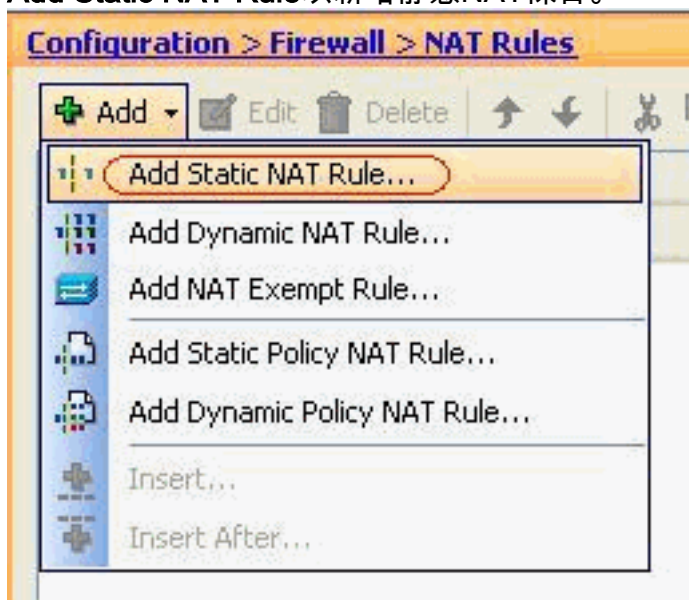 Configuration > Firewall > NAT Rules
Add Edit Delete
Add Static NAT Rule...
Add Dynamic NAT Rule...
Add NAT Exempt Rule...
Add Static Policy NAT Rule...
Add Dynamic Policy NAT Rule...
Insert...
Insert After...